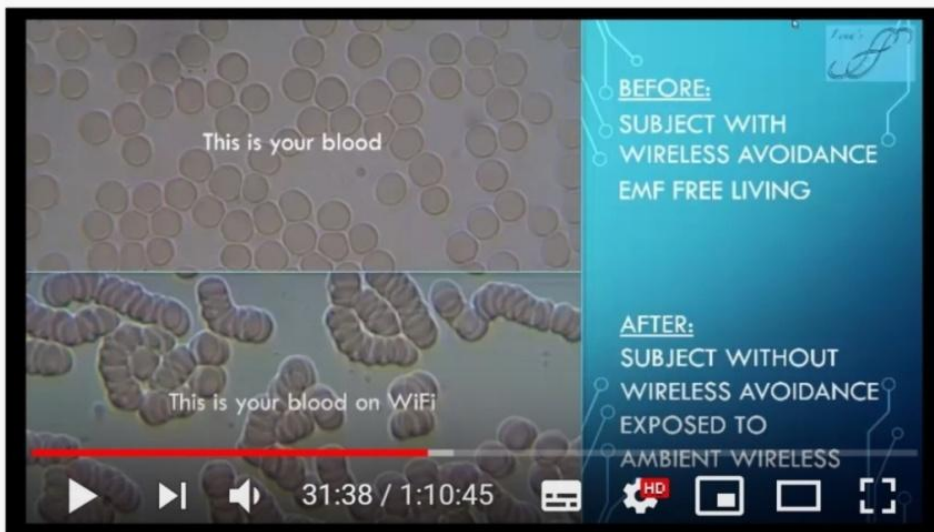 This is your blood
BEFORE:
SUBJECT WITH
WIRELESS AVOIDANCE
EMF FREE LIVING
This is your blood on WiFi
AFTER:
SUBJECT WITHOUT
WIRELESS AVOIDANCE
EXPOSED TO
AMBIENT WIRELESS
31:38 / 1:10:45
HD